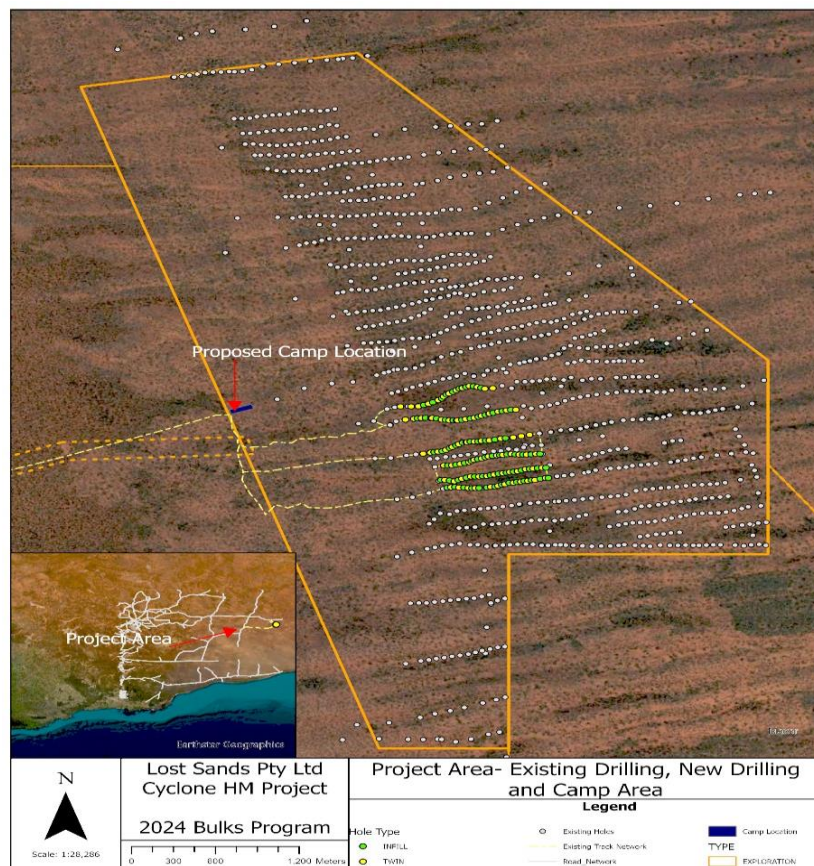 Proposed Camp Location
Project Area
Earthstar Geographics
N
Scale: 1:28,286
Lost Sands Pty Ltd
Cyclone HM Project
2024 Bulks Program
0 300 600 1,200 Meters
Project Area- Existing Drilling, New Drilling
and Camp Area
Legend
Hole Type
INFILL
TWIN
Existing Holes
Existing Track Network
Road_Network
Camp Location
TYPE
EXPLORATION